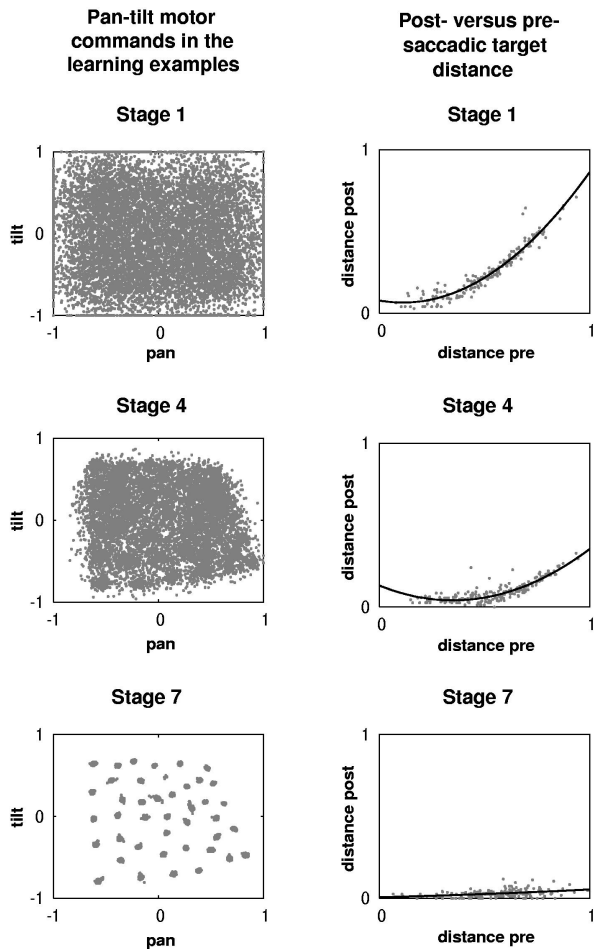 Pan-tilt motor
commands in the
learning examples
Post- versus pre-
saccadic target
distance
Stage 1
1
tilt
0
-1
-1 0 1
pan
Stage 1
1
distance post
0
0 1
distance pre
Stage 4
1
tilt
0
-1
-1 0 1
pan
Stage 4
1
distance post
0
0 1
distance pre
Stage 7
1
tilt
0
-1
-1 0 1
pan
Stage 7
1
distance post
0
0 1
distance pre